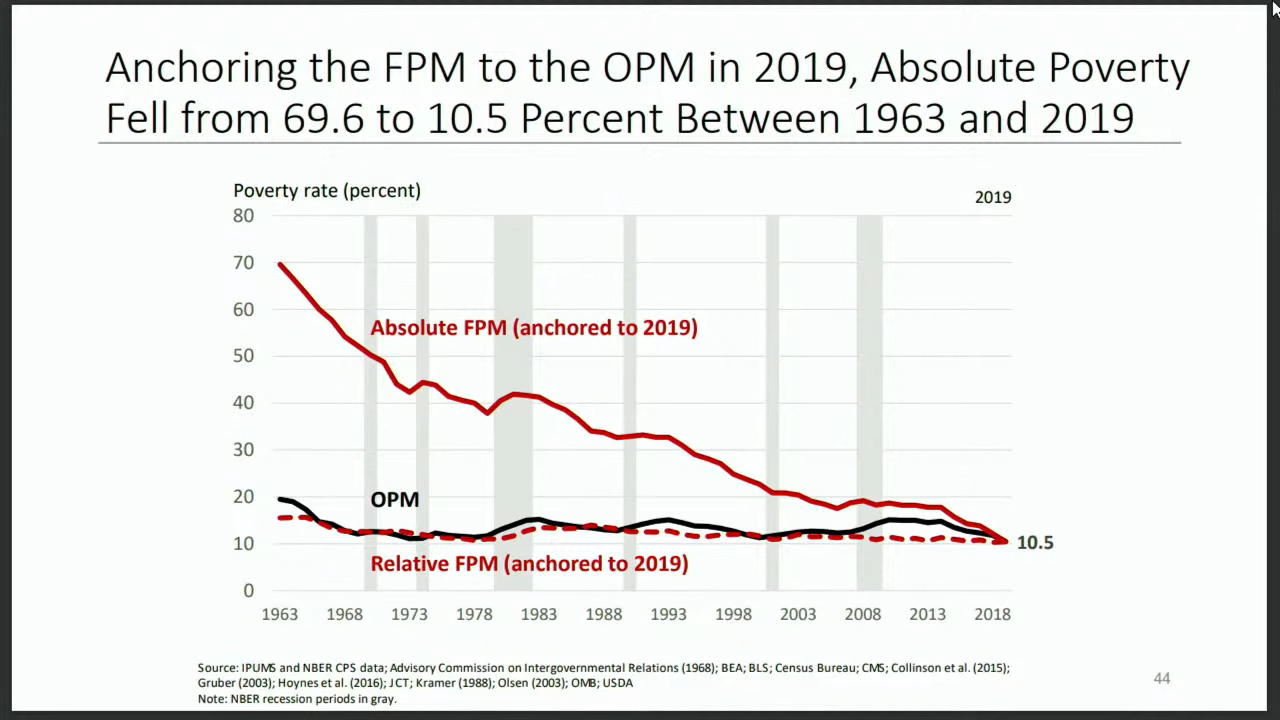 Anchoring the FPM to the OPM in 2019, Absolute Poverty
Fell from 69.6 to 10.5 Percent Between 1963 and 2019
Poverty rate (percent)
2019
80
70
60
50
40
30
20
10
0
Absolute FPM (anchored to 2019)
OPM
Relative FPM (anchored to 2019)
10.5
1963 1968 1973 1978 1983 1988 1993 1998 2003 2008 2013 2018
Source: IPUMS and NBER CPS data; Advisory Commission on Intergovernmental Relations (1968); BEA; BLS; Census Bureau; CMS; Collinson et al. (2015);
Gruber (2003); Hoynes et al. (2016); JCT; Kramer (1988); Olsen (2003); OMB; USDA
Note: NBER recession periods in gray.
44